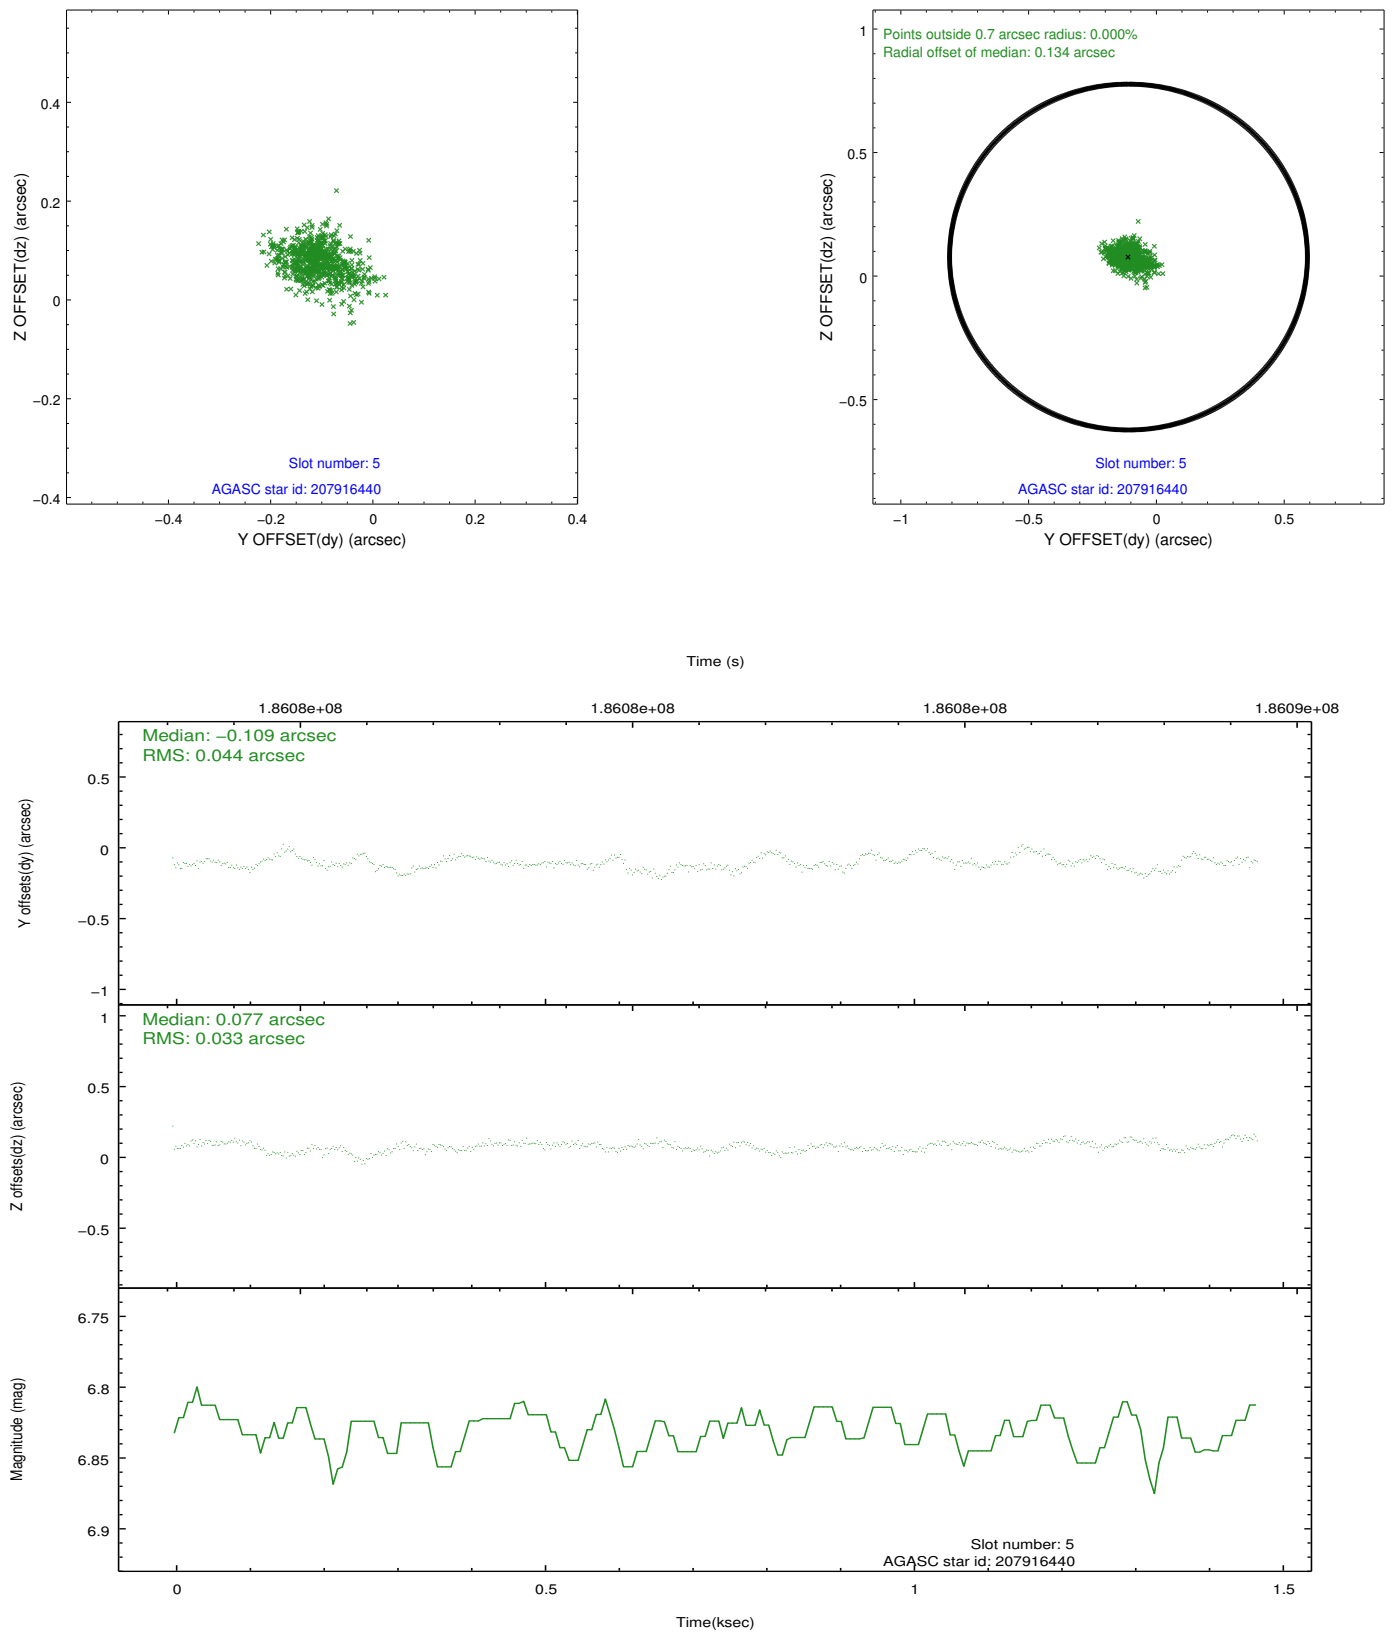 0.4
0.2
0
−0.2
−0.4
Z OFFSET(dz) (arcsec)
Slot number: 5
AGASC star id: 207916440
−0.4 −0.2 0 0.2 0.4
Y OFFSET(dy) (arcsec)
Points outside 0.7 arcsec radius: 0.000%
Radial offset of median: 0.134 arcsec
1
0.5
0
−0.5
Z OFFSET(dz) (arcsec)
Slot number: 5
AGASC star id: 207916440
−1 −0.5 0 0.5
Y OFFSET(dy) (arcsec)
Time (s)
1.8608e+08 1.8608e+08 1.8608e+08 1.8609e+08
Median: −0.109 arcsec
RMS: 0.044 arcsec
0.5
0
−0.5
−1
Y offsets(dy) (arcsec)
Median: 0.077 arcsec
RMS: 0.033 arcsec
1
0.5
0
−0.5
Z offsets(dz) (arcsec)
6.75
6.8
6.85
6.9
Magnitude (mag)
Slot number: 5
AGASC star id: 207916440
0 0.5 1 1.5
Time(ksec)